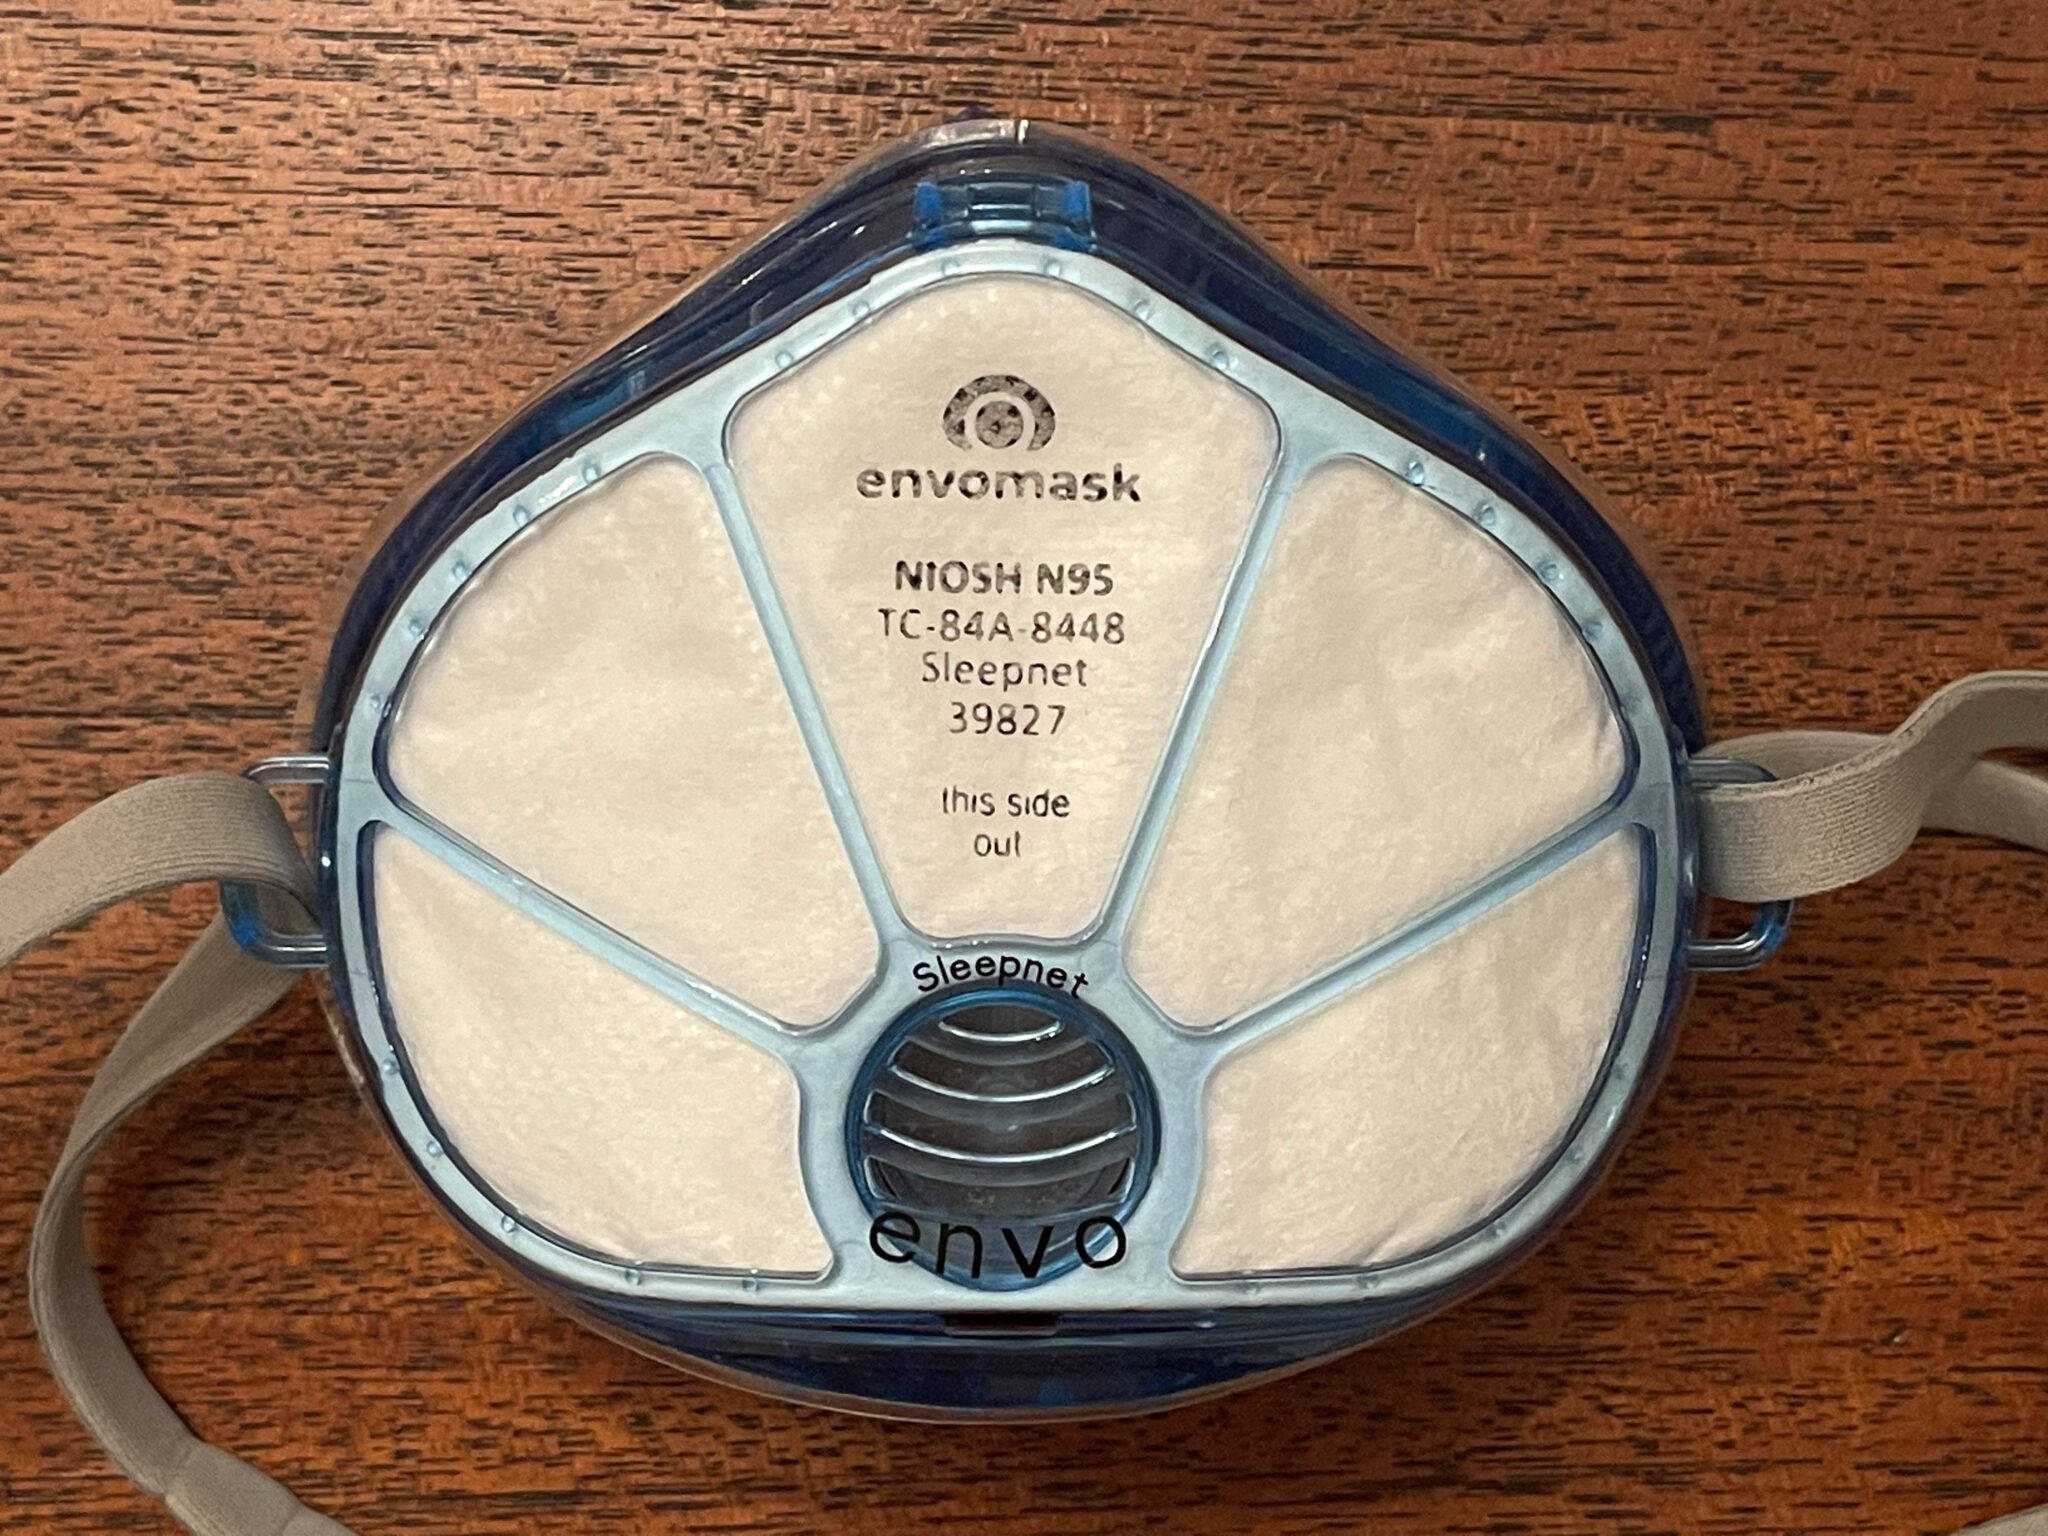 envomask
NIOSH N95
TC-84A-8448
Sleepnet
39827
this side
out
Sleepnet
envo